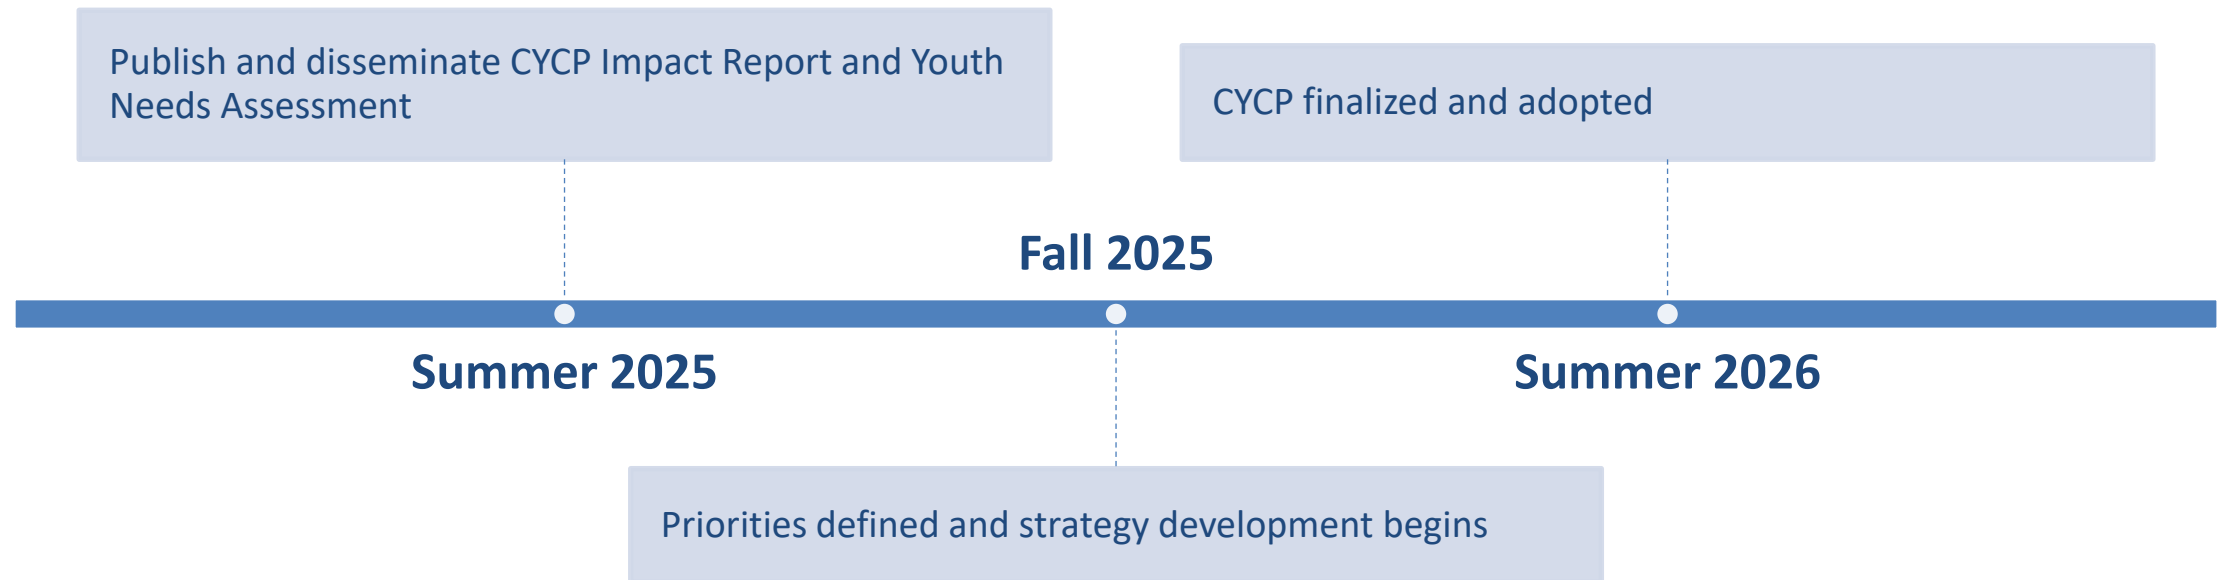 Publish and disseminate CYCP Impact Report and Youth
Needs Assessment
CYCP finalized and adopted
Fall 2025
Summer 2025
Summer 2026
Priorities defined and strategy development begins